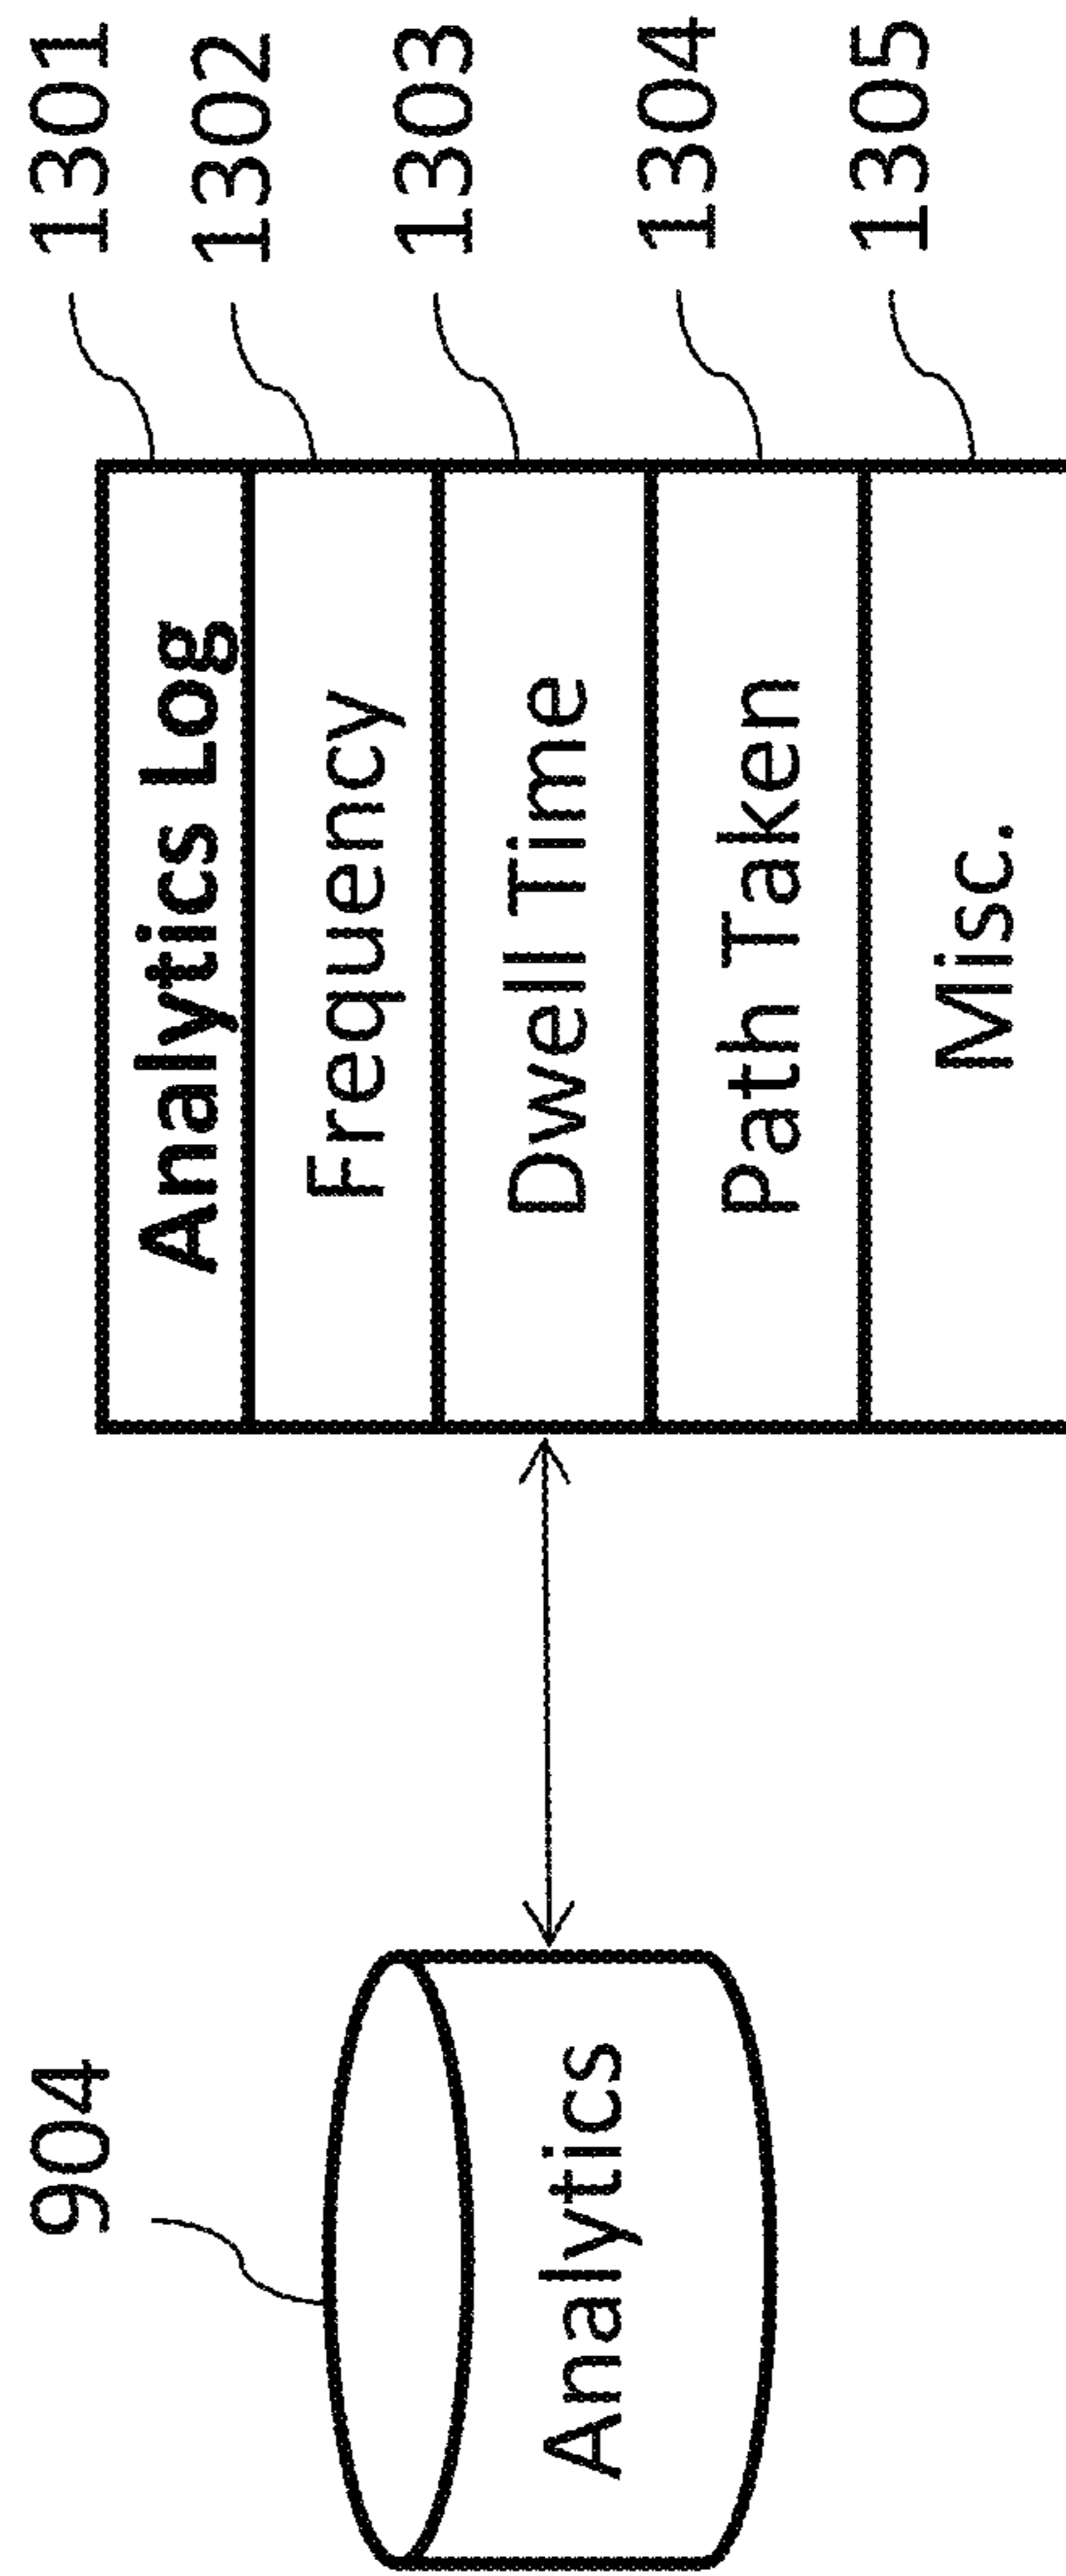 904
Analytics
Analytics Log 1301
Frequency 1302
Dwell Time 1303
Path Taken 1304
Misc. 1305